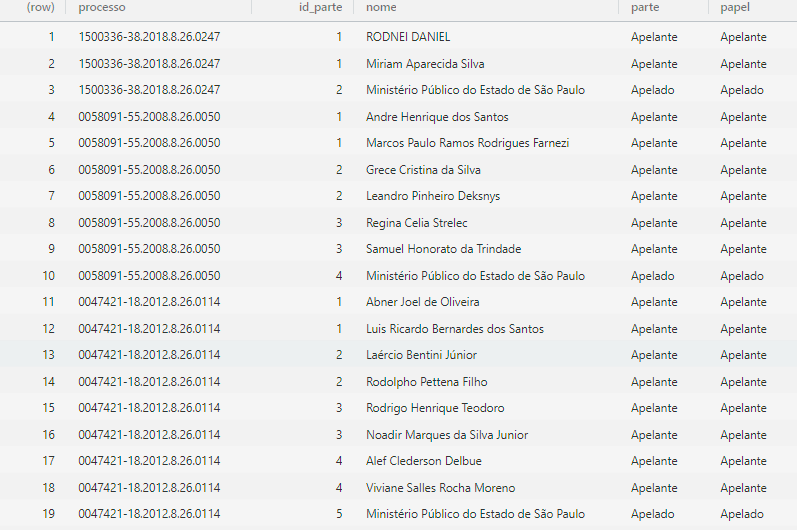 (row) processo id_parte nome parte papel
1 1500336-38.2018.8.26.0247 1 RODNEI DANIEL Apelante Apelante
2 1500336-38.2018.8.26.0247 1 Miriam Aparecida Silva Apelante Apelante
3 1500336-38.2018.8.26.0247 2 Ministério Público do Estado de São Paulo Apelado Apelado
4 0058091-55.2008.8.26.0050 1 Andre Henrique dos Santos Apelante Apelante
5 0058091-55.2008.8.26.0050 1 Marcos Paulo Ramos Rodrigues Farnezi Apelante Apelante
6 0058091-55.2008.8.26.0050 2 Grece Cristina da Silva Apelante Apelante
7 0058091-55.2008.8.26.0050 2 Leandro Pinheiro Deksnys Apelante Apelante
8 0058091-55.2008.8.26.0050 3 Regina Celia Strelec Apelante Apelante
9 0058091-55.2008.8.26.0050 3 Samuel Honorato da Trindade Apelante Apelante
10 0058091-55.2008.8.26.0050 4 Ministério Público do Estado de São Paulo Apelado Apelado
11 0047421-18.2012.8.26.0114 1 Abner Joel de Oliveira Apelante Apelante
12 0047421-18.2012.8.26.0114 1 Luis Ricardo Bernardes dos Santos Apelante Apelante
13 0047421-18.2012.8.26.0114 2 Laércio Bentini Júnior Apelante Apelante
14 0047421-18.2012.8.26.0114 2 Rodolpho Pettena Filho Apelante Apelante
15 0047421-18.2012.8.26.0114 3 Rodrigo Henrique Teodoro Apelante Apelante
16 0047421-18.2012.8.26.0114 3 Noadir Marques da Silva Junior Apelante Apelante
17 0047421-18.2012.8.26.0114 4 Alef Clederson Delbue Apelante Apelante
18 0047421-18.2012.8.26.0114 4 Viviane Salles Rocha Moreno Apelante Apelante
19 0047421-18.2012.8.26.0114 5 Ministério Público do Estado de São Paulo Apelado Apelado